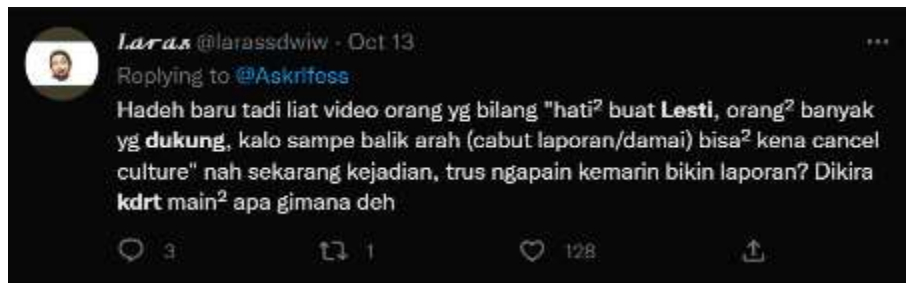 Laras @larassdwiw · Oct 13
Replying to @Askrlfess
Hadeh baru tadi liat video orang yg bilang "hati² buat Lesti, orang² banyak
yg dukung, kalo sampe balik arah (cabut laporan/damai) bisa² kena cancel
culture" nah sekarang kejadian, trus ngapain kemarin bikin laporan? Dikira
kdrt main² apa gimana deh
3 1 128